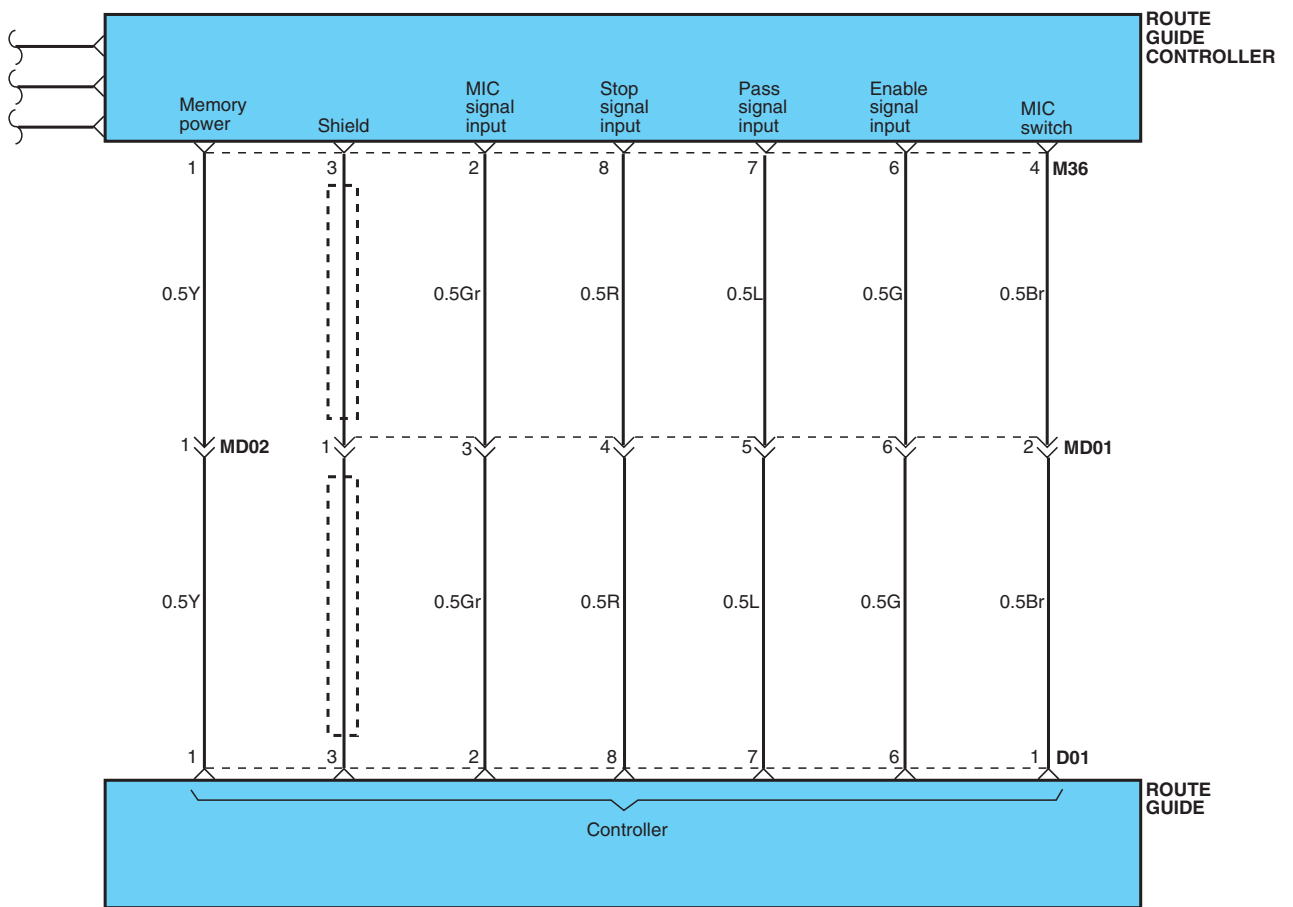 ROUTE
GUIDE
CONTROLLER
Memory
power
Shield
MIC
signal
input
Stop
signal
input
Pass
signal
input
Enable
signal
input
MIC
switch
1 3 2 8 7 6 4 M36
0.5Y 0.5Gr 0.5R 0.5L 0.5G 0.5Br
1 MD02 1 3 4 5 6 2 MD01
0.5Y 0.5Gr 0.5R 0.5L 0.5G 0.5Br
1 3 2 8 7 6 1 D01
ROUTE
GUIDE
Controller